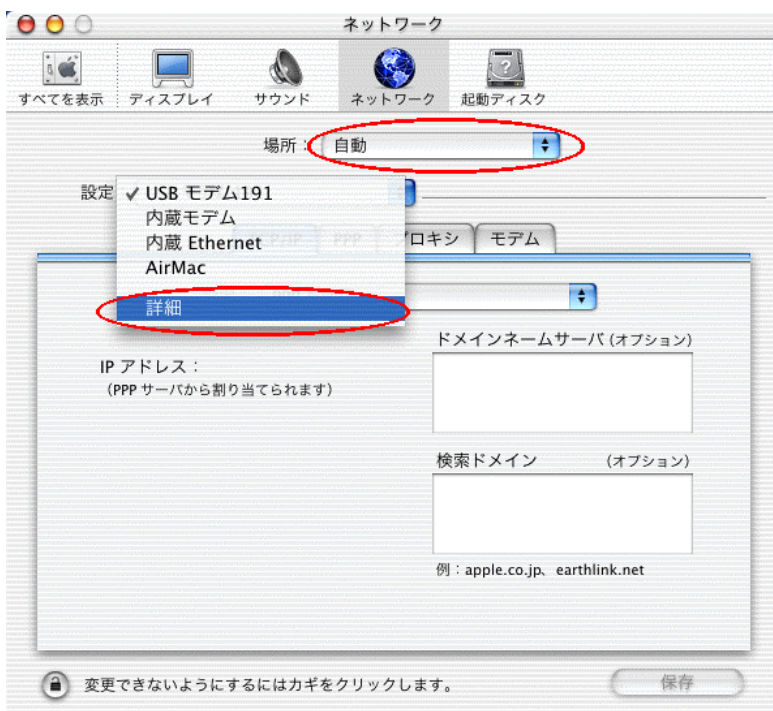 ネットワーク
すべてを表示 ディスプレイ サウンド ネットワーク 起動ディスク
場所： 自動
設定
✓ USB モデム191
内蔵モデム
内蔵 Ethernet
AirMac
詳細
TCP/IP PPP プロキシ モデム
ドメインネームサーバ (オプション)
IP アドレス：
(PPP サーバから割り当てられます)
検索ドメイン (オプション)
例：apple.co.jp、earthlink.net
変更できないようにするにはカギをクリックします。
保存